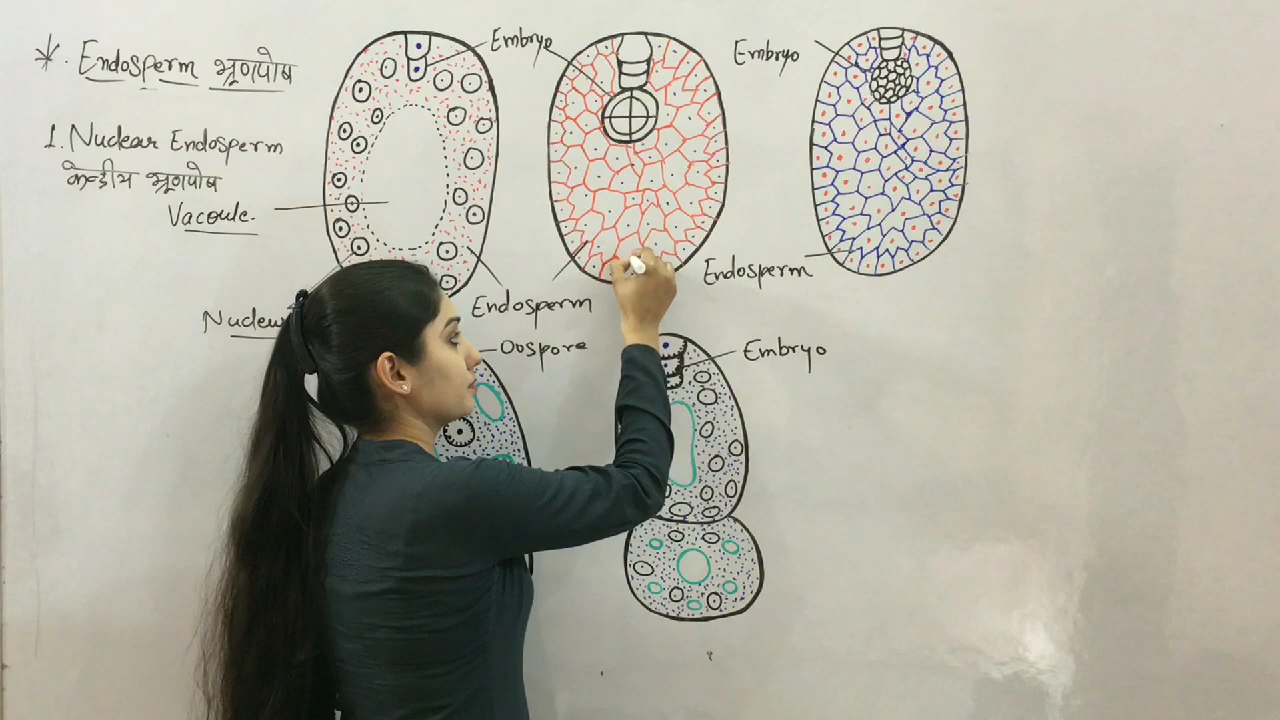 * . Endosperm भ्रूणपोष
1. Nuclear Endosperm
केन्द्रीय भ्रूणपोष
Vacoule
Embryo
Embryo
Endosperm
Endosperm
Oospore
Embryo